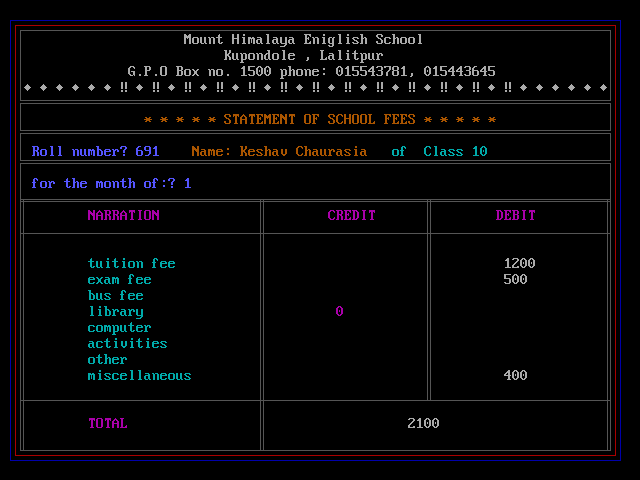 Mount Himalaya Eniglish School
Kupondole , Lalitpur
G.P.O Box no. 1500 phone: 015543781, 015443645
♦ ♦ ♦ ♦ ♦ ♦ ‼ ♦ ‼ ♦ ‼ ♦ ‼ ♦ ‼ ♦ ‼ ♦ ‼ ♦ ‼ ♦ ‼ ♦ ‼ ♦ ‼ ♦ ‼ ♦ ‼ ♦ ♦ ♦ ♦ ♦ ♦
* * * * * STATEMENT OF SCHOOL FEES * * * * *
Roll number? 691 Name: Keshav Chaurasia of Class 10
for the month of:? 1
NARRATION CREDIT DEBIT
tuition fee 1200
exam fee 500
bus fee
library 0
computer
activities
other
miscellaneous 400
TOTAL 2100